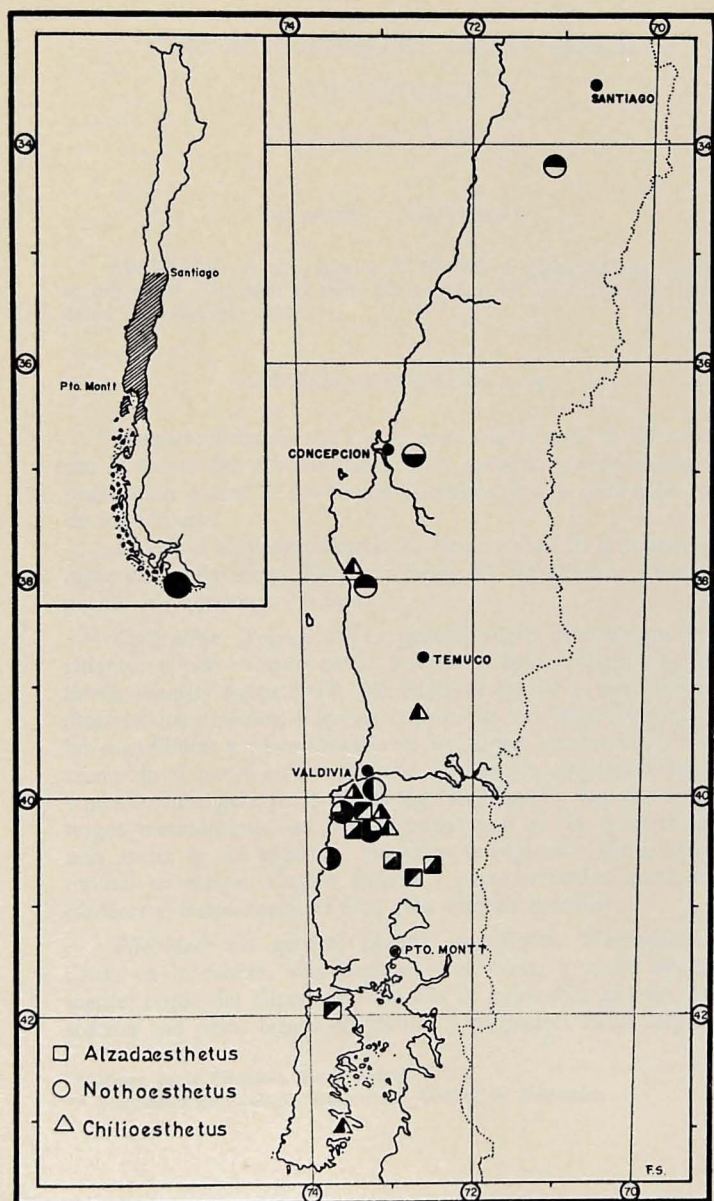 74
72
70
Santiago
Pto. Montt
SANTIAGO
34
34
36
36
CONCEPCION
38
38
TEMUCO
VALDIVIA
40
40
PTO. MONTT
42
42
Alzadaesthetus
Nothoesthetus
Chilioesthetus
F.S.
74
72
70